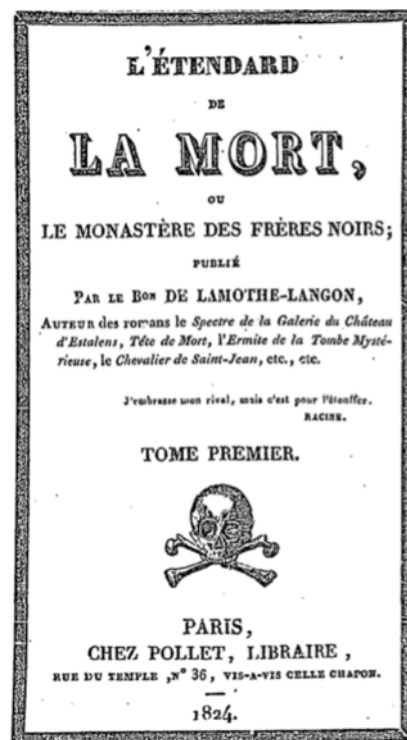 L'ÉTENDARD
DE
LA MORT,
OU
LE MONASTÈRE DES FRÈRES NOIRS;
PUBLIÉ
PAR LE BON DE LAMOTHE-LANGON,
AUTEUR des romans le Spectre de la Galerie du Château
d'Estalens, Tête de Mort, l'Ermite de la Tombe Mysté-
rieuse, le Chevalier de Saint-Jean, etc., etc.
J'embrasse mon rival, mais c'est pour l'étouffer.
RACINE.
TOME PREMIER.
PARIS,
CHEZ POLLET, LIBRAIRE,
RUE DU TEMPLE, N° 36, VIS-A-VIS CELLE CHAPON.
1824.